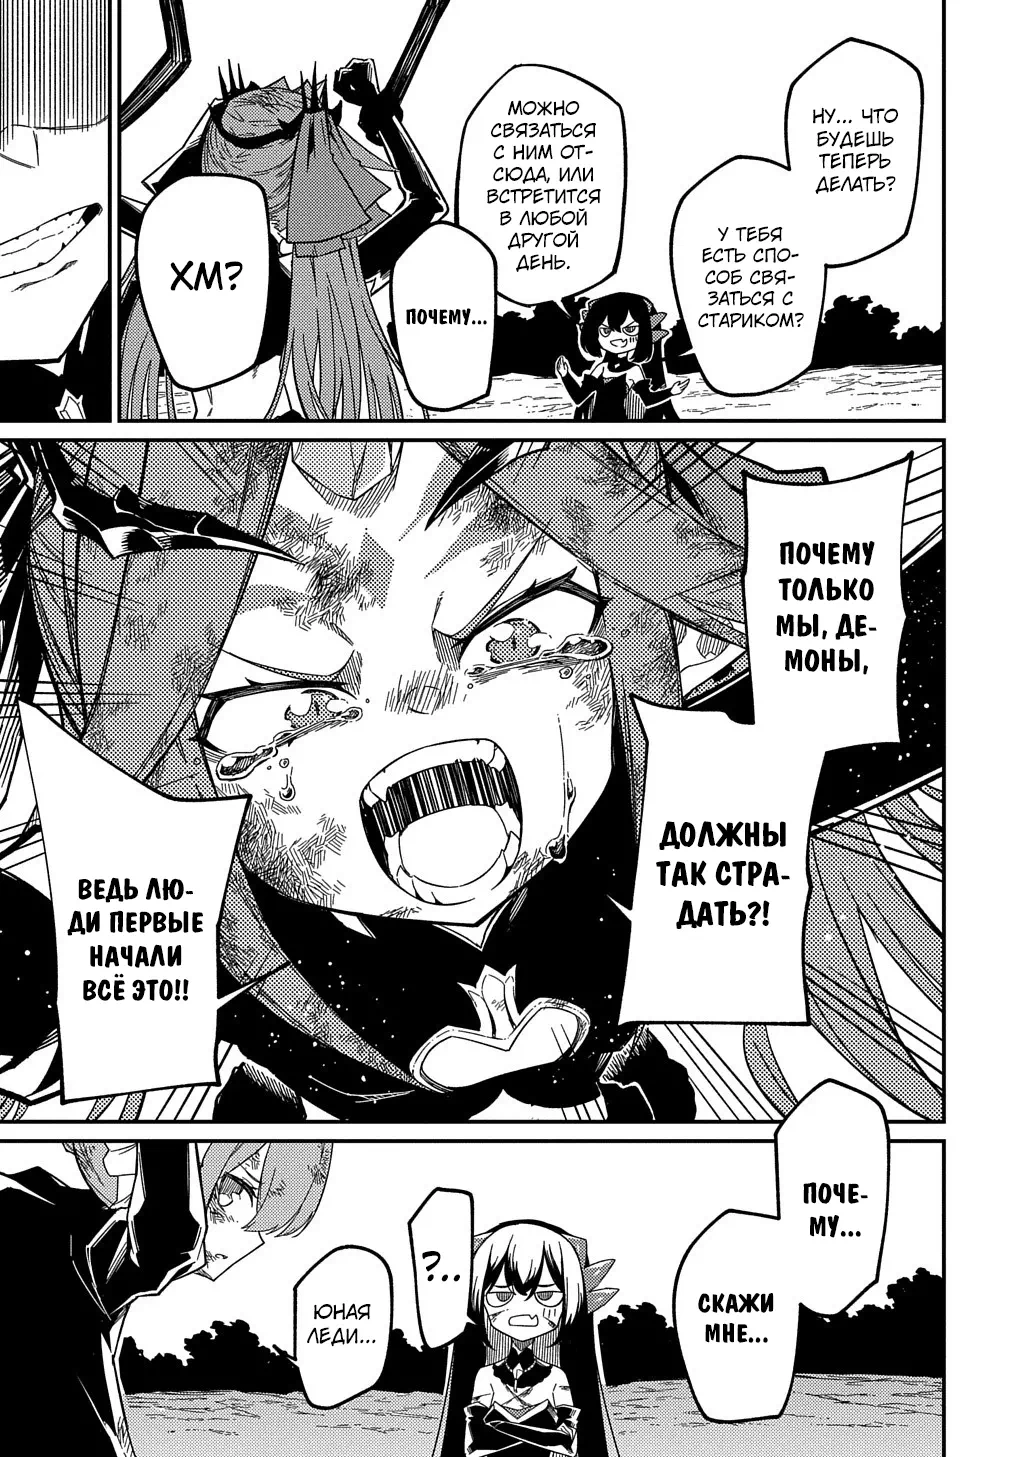 НУ... ЧТО
БУДЕШЬ
ТЕПЕРЬ
ДЕЛАТЬ?
У ТЕБЯ
ЕСТЬ СПО-
СОБ СВЯ-
ЗАТЬСЯ С
СТАРИКОМ?
МОЖНО
СВЯЗАТЬСЯ
С НИМ ОТ-
СЮДА, ИЛИ
ВСТРЕТИТСЯ
В ЛЮБОЙ
ДРУГОЙ
ДЕНЬ.
ПОЧЕМУ...
ХМ?
ПОЧЕМУ
ТОЛЬКО
МЫ, ДЕ-
МОНЫ,
ДОЛЖНЫ
ТАК СТРА-
ДАТЬ?!
ВЕДЬ ЛЮ-
ДИ ПЕРВЫЕ
НАЧАЛИ
ВСЁ ЭТО!!
ПОЧЕ-
МУ...
СКАЖИ
МНЕ...
?..
ЮНАЯ
ЛЕДИ...